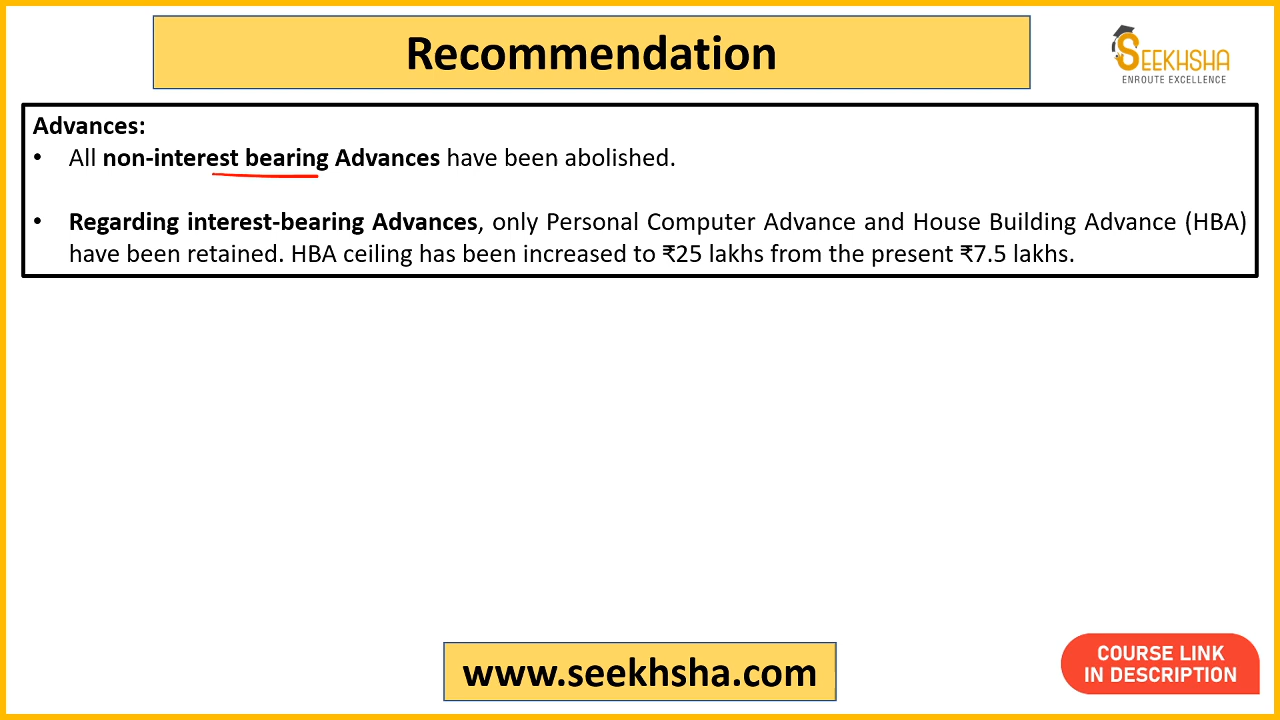 Recommendation
SEEKHSHA
ENROUTE EXCELLENCE
Advances:
• All non-interest bearing Advances have been abolished.
• Regarding interest-bearing Advances, only Personal Computer Advance and House Building Advance (HBA)
have been retained. HBA ceiling has been increased to ₹25 lakhs from the present ₹7.5 lakhs.
www.seekhsha.com
COURSE LINK
IN DESCRIPTION